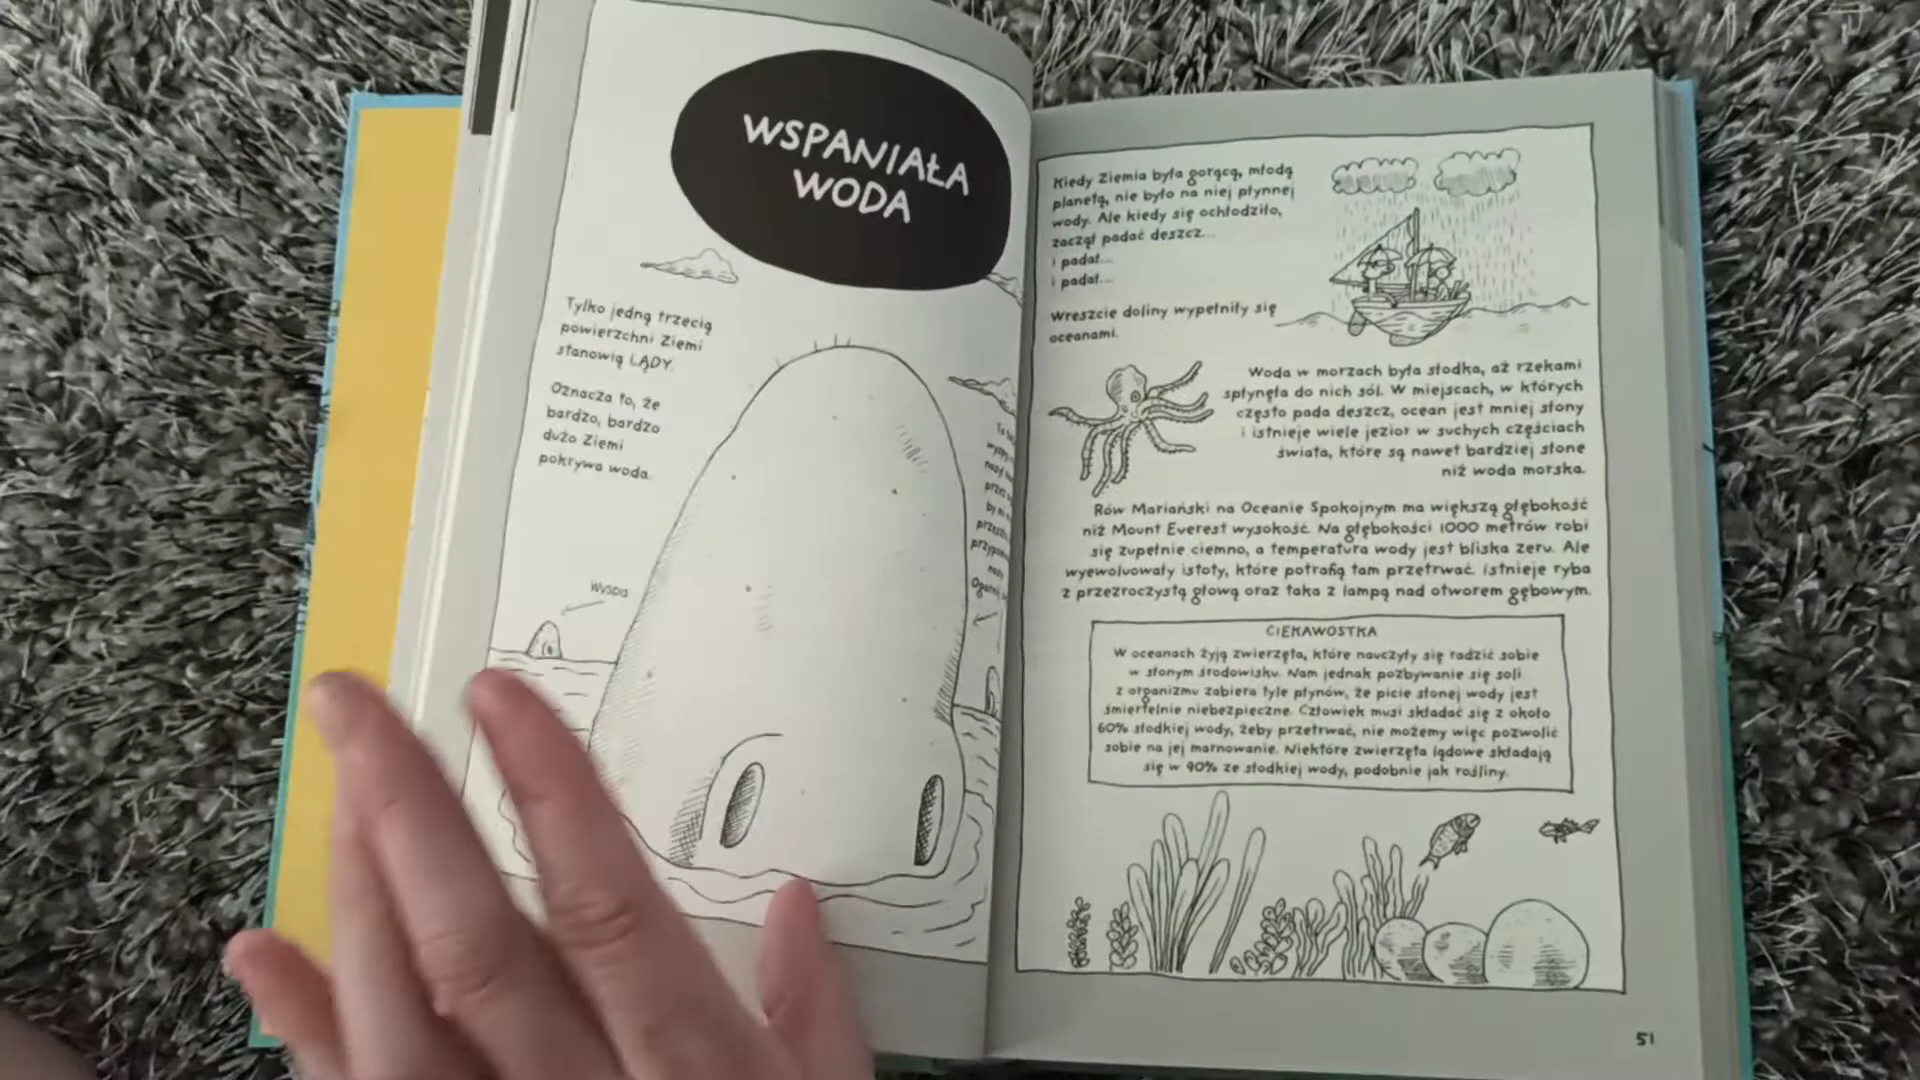 WSPANIAŁA
WODA
Tylko jedną trzecią
powierzchni Ziemi
stanowią LĄDY.
Oznacza to, że
bardzo, bardzo
dużo Ziemi
pokrywa woda.
Wyspa
Kiedy Ziemia była gorącą, młodą
planetą, nie było na niej płynnej
wody. Ale kiedy się ochłodziło,
zaczął padać deszcz...
i padał...
i padał...
Wreszcie doliny wypełniły się
oceanami.
Woda w morzach była słodka, aż rzekami
spłynęła do nich sól. W miejscach, w których
często pada deszcz, ocean jest mniej słony
i istnieje wiele jezior w suchych częściach
świata, które są nawet bardziej słone
niż woda morska.
Rów Mariański na Oceanie Spokojnym ma większą głębokość
niż Mount Everest wysokość. Na głębokości 1000 metrów robi
się zupełnie ciemno, a temperatura wody jest bliska zeru. Ale
wyewoluowały istoty, które potrafią tam przetrwać. Istnieje ryba
z przezroczystą głową oraz taka z lampą nad otworem gębowym.
CIEKAWOSTKA
W oceanach żyją zwierzęta, które nauczyły się radzić sobie
w słonym środowisku. Nam jednak pozbywanie się soli
z organizmu zabiera tyle płynów, że picie słonej wody jest
śmiertelnie niebezpieczne. Człowiek musi składać się z około
60% słodkiej wody, żeby przetrwać, nie możemy więc pozwolić
sobie na jej marnowanie. Niektóre zwierzęta lądowe składają
się w 90% ze słodkiej wody, podobnie jak rośliny.
51